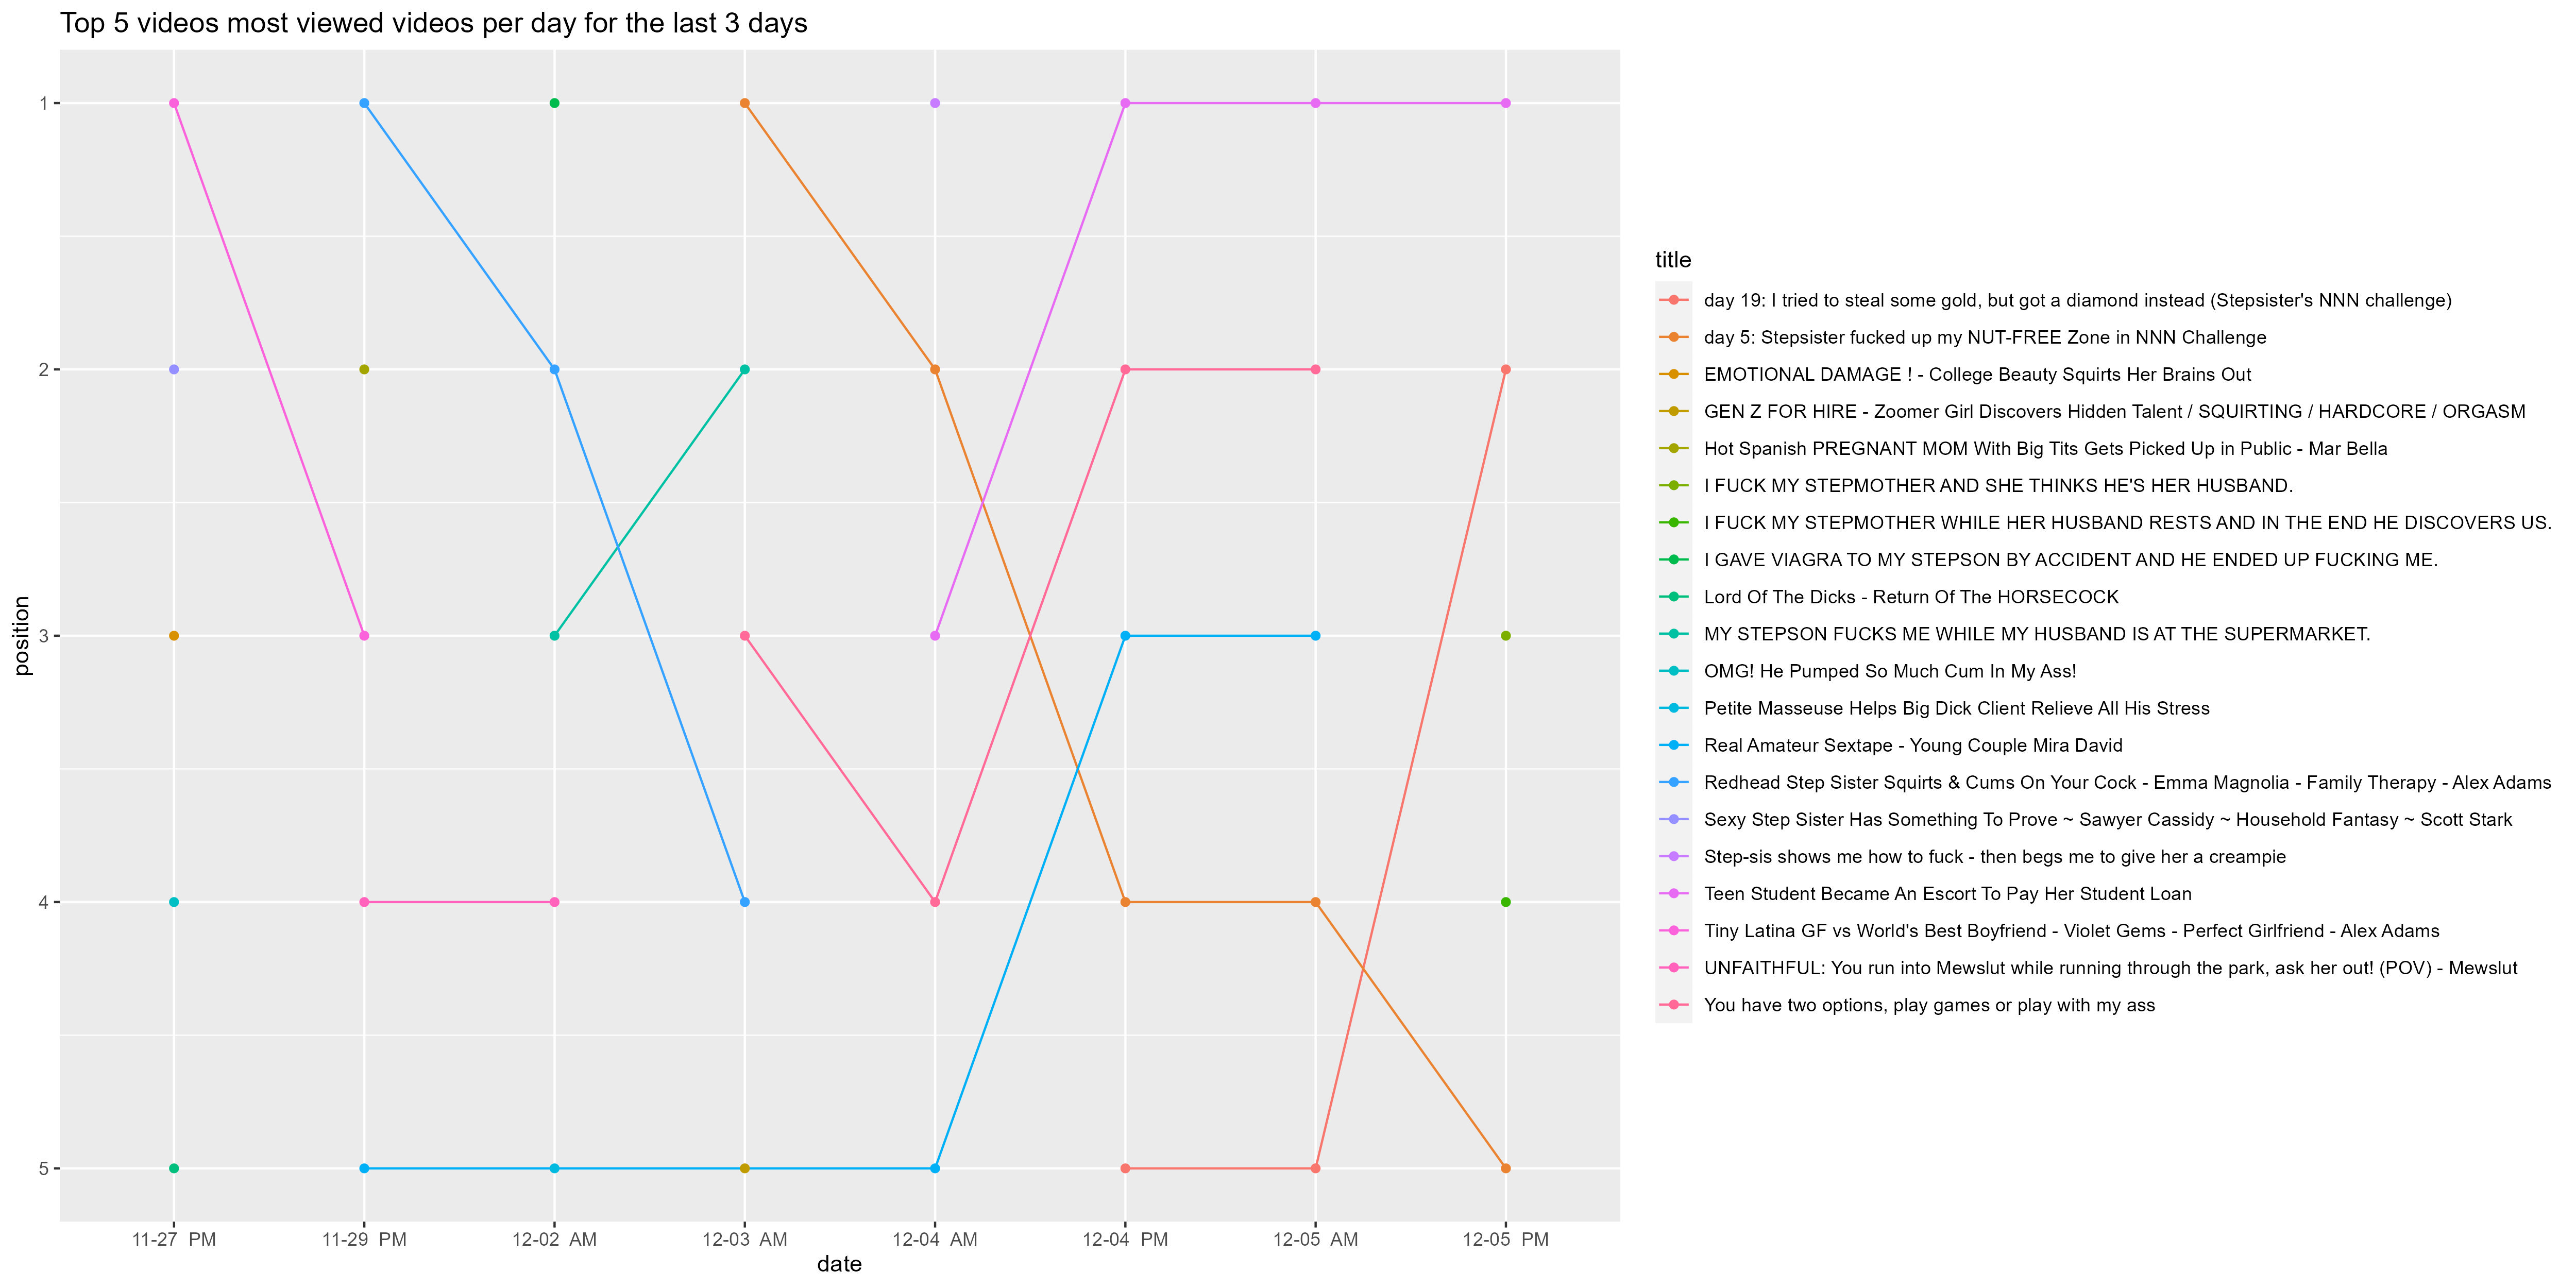 Top 5 videos most viewed videos per day for the last 3 days
position
1
2
3
4
5
11-27 PM
11-29 PM
12-02 AM
12-03 AM
12-04 AM
12-04 PM
12-05 AM
12-05 PM
date
title
day 19: I tried to steal some gold, but got a diamond instead (Stepsister's NNN challenge)
day 5: Stepsister fucked up my NUT-FREE Zone in NNN Challenge
EMOTIONAL DAMAGE ! - College Beauty Squirts Her Brains Out
GEN Z FOR HIRE - Zoomer Girl Discovers Hidden Talent / SQUIRTING / HARDCORE / ORGASM
Hot Spanish PREGNANT MOM With Big Tits Gets Picked Up in Public - Mar Bella
I FUCK MY STEPMOTHER AND SHE THINKS HE'S HER HUSBAND.
I FUCK MY STEPMOTHER WHILE HER HUSBAND RESTS AND IN THE END HE DISCOVERS US.
I GAVE VIAGRA TO MY STEPSON BY ACCIDENT AND HE ENDED UP FUCKING ME.
Lord Of The Dicks - Return Of The HORSECOCK
MY STEPSON FUCKS ME WHILE MY HUSBAND IS AT THE SUPERMARKET.
OMG! He Pumped So Much Cum In My Ass!
Petite Masseuse Helps Big Dick Client Relieve All His Stress
Real Amateur Sextape - Young Couple Mira David
Redhead Step Sister Squirts & Cums On Your Cock - Emma Magnolia - Family Therapy - Alex Adams
Sexy Step Sister Has Something To Prove ~ Sawyer Cassidy ~ Household Fantasy ~ Scott Stark
Step-sis shows me how to fuck - then begs me to give her a creampie
Teen Student Became An Escort To Pay Her Student Loan
Tiny Latina GF vs World's Best Boyfriend - Violet Gems - Perfect Girlfriend - Alex Adams
UNFAITHFUL: You run into Mewslut while running through the park, ask her out! (POV) - Mewslut
You have two options, play games or play with my ass